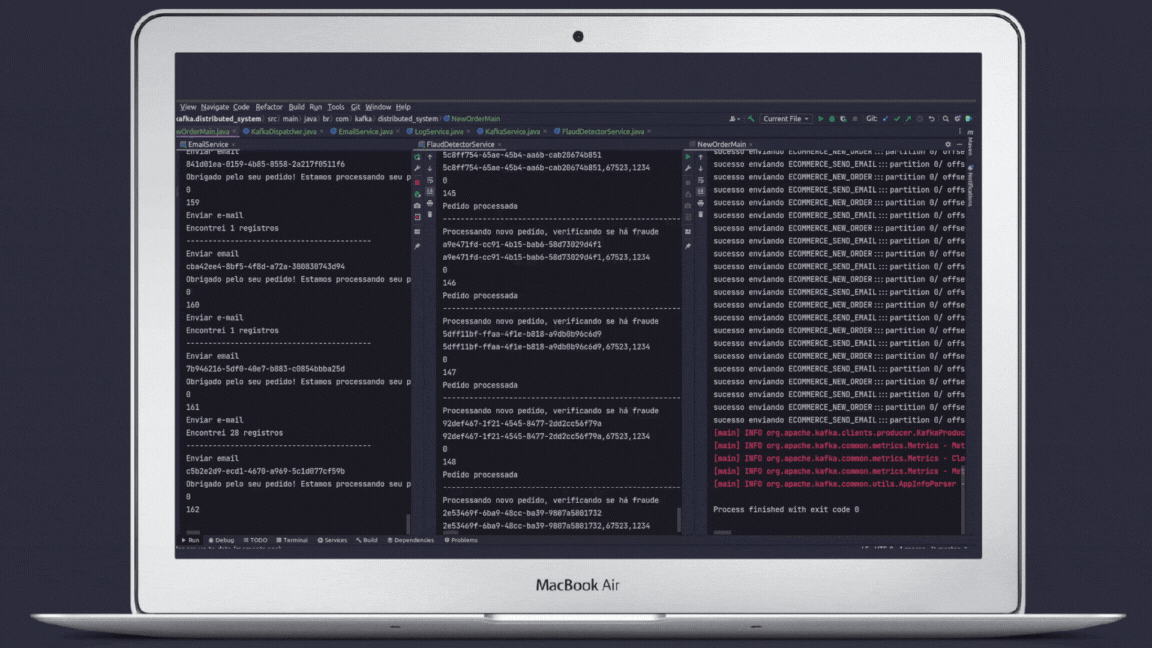 View Navigate Code Refactor Build Run Tools Git Window Help
kafka.distributed_system src main java br com kafka distributed_system NewOrderMain
Current File Git:
wOrderMain.java KafkaDispatcher.java EmailService.java LogService.java KafkaService.java FlaudDetectorService.java
EmailService
Enviar email
841d01ea-0159-4b85-8558-2a217f0511f6
Obrigado pelo seu pedido! Estamos processando seu p
0
159
Enviar e-mail
Encontrei 1 registros
-----------------------------------------
Enviar email
cba42ee4-8bf5-4f8d-a72a-380830743d94
Obrigado pelo seu pedido! Estamos processando seu p
0
160
Enviar e-mail
Encontrei 1 registros
-----------------------------------------
Enviar email
7b946216-5df0-40e7-b883-c0854bbba25d
Obrigado pelo seu pedido! Estamos processando seu p
0
161
Enviar e-mail
Encontrei 28 registros
-----------------------------------------
Enviar email
c5b2e2d9-ecd1-4670-a969-5c1d077cf59b
Obrigado pelo seu pedido! Estamos processando seu p
0
162
FlaudDetectorService
5c8ff754-65ae-45b4-aa6b-cab20674b851
5c8ff754-65ae-45b4-aa6b-cab20674b851,67523,1234
0
145
Pedido processada
-----------------------------------------
Processando novo pedido, verificando se há fraude
a9e471fd-cc91-4b15-bab6-58d73029d4f1
a9e471fd-cc91-4b15-bab6-58d73029d4f1,67523,1234
0
146
Pedido processada
-----------------------------------------
Processando novo pedido, verificando se há fraude
5dff11bf-ffaa-4f1e-b818-a9db0b96c6d9
5dff11bf-ffaa-4f1e-b818-a9db0b96c6d9,67523,1234
0
147
Pedido processada
-----------------------------------------
Processando novo pedido, verificando se há fraude
92def467-1f21-4545-8477-2dd2cc56f79a
92def467-1f21-4545-8477-2dd2cc56f79a,67523,1234
0
148
Pedido processada
-----------------------------------------
Processando novo pedido, verificando se há fraude
2e53469f-6ba9-48cc-ba39-9807a5801732
2e53469f-6ba9-48cc-ba39-9807a5801732,67523,1234
NewOrderMain
sucesso enviando ECOMMERCE_SEND_EMAIL:::partition 0/ offse
sucesso enviando ECOMMERCE_NEW_ORDER:::partition 0/ offse
sucesso enviando ECOMMERCE_SEND_EMAIL:::partition 0/ offs
sucesso enviando ECOMMERCE_NEW_ORDER:::partition 0/ offse
sucesso enviando ECOMMERCE_SEND_EMAIL:::partition 0/ offs
sucesso enviando ECOMMERCE_NEW_ORDER:::partition 0/ offse
sucesso enviando ECOMMERCE_SEND_EMAIL:::partition 0/ offs
sucesso enviando ECOMMERCE_NEW_ORDER:::partition 0/ offse
sucesso enviando ECOMMERCE_SEND_EMAIL:::partition 0/ offs
sucesso enviando ECOMMERCE_NEW_ORDER:::partition 0/ offse
sucesso enviando ECOMMERCE_SEND_EMAIL:::partition 0/ offs
sucesso enviando ECOMMERCE_NEW_ORDER:::partition 0/ offse
sucesso enviando ECOMMERCE_SEND_EMAIL:::partition 0/ offs
sucesso enviando ECOMMERCE_NEW_ORDER:::partition 0/ offse
sucesso enviando ECOMMERCE_SEND_EMAIL:::partition 0/ offs
sucesso enviando ECOMMERCE_NEW_ORDER:::partition 0/ offse
sucesso enviando ECOMMERCE_SEND_EMAIL:::partition 0/ offs
sucesso enviando ECOMMERCE_NEW_ORDER:::partition 0/ offse
sucesso enviando ECOMMERCE_SEND_EMAIL:::partition 0/ offs
sucesso enviando ECOMMERCE_NEW_ORDER:::partition 0/ offse
sucesso enviando ECOMMERCE_SEND_EMAIL:::partition 0/ offs
[main] INFO org.apache.kafka.clients.producer.KafkaProduc
[main] INFO org.apache.kafka.common.metrics.Metrics - Met
[main] INFO org.apache.kafka.common.metrics.Metrics - Clo
[main] INFO org.apache.kafka.common.metrics.Metrics - Met
[main] INFO org.apache.kafka.common.utils.AppInfoParser -
Process finished with exit code 0
Maven
Notifications
Run Debug TODO Terminal Services Build Dependencies Problems
MacBook Air